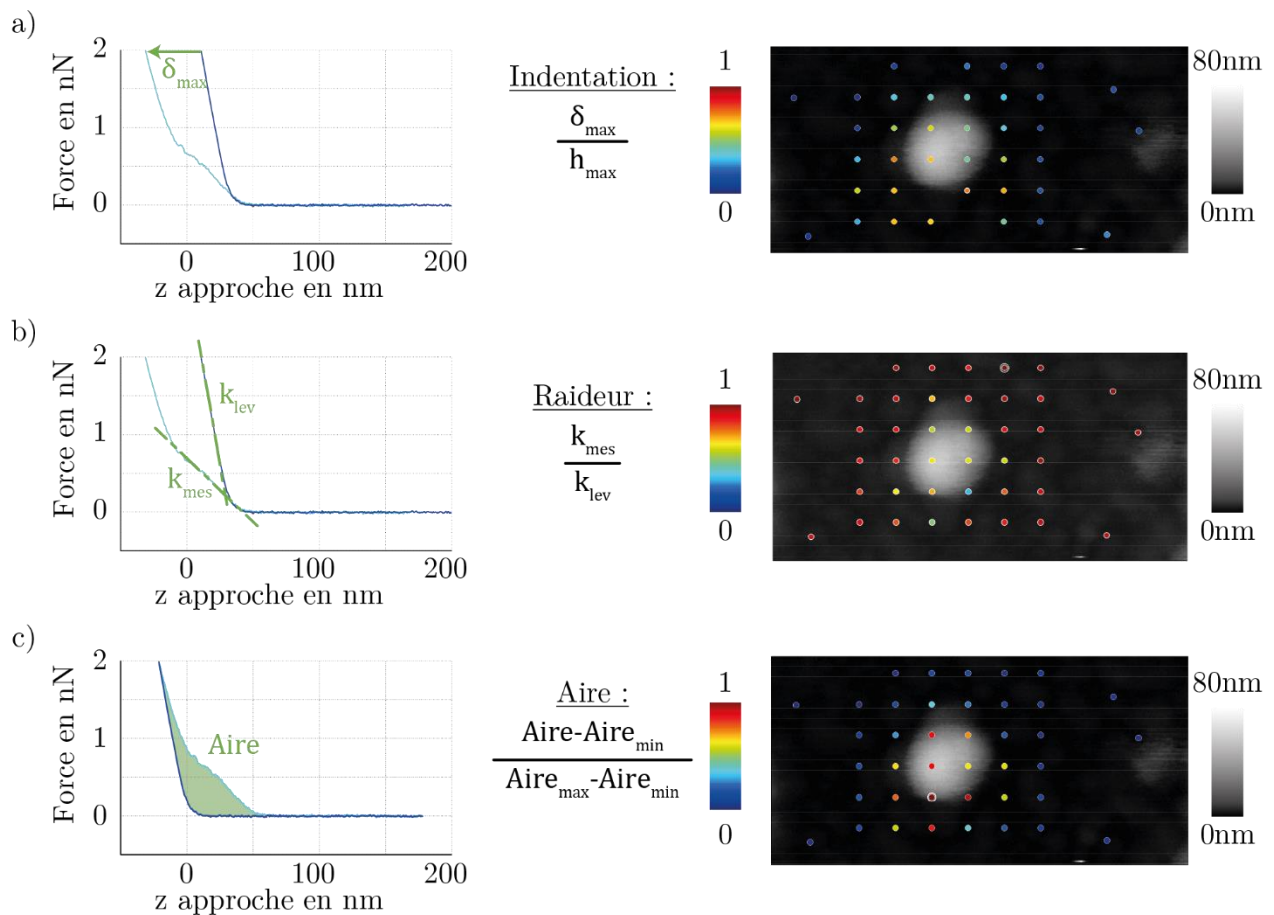 a)
Force en nN
2
1
0
δmax
0
100
200
z approche en nm
Indentation :
δmax
hmax
1
0
80nm
0nm
b)
Force en nN
2
1
0
klev
kmes
0
100
200
z approche en nm
Raideur :
kmes
klev
1
0
80nm
0nm
c)
Force en nN
2
1
0
Aire
0
100
200
z approche en nm
Aire :
Aire-Airemin
Airemax-Airemin
1
0
80nm
0nm